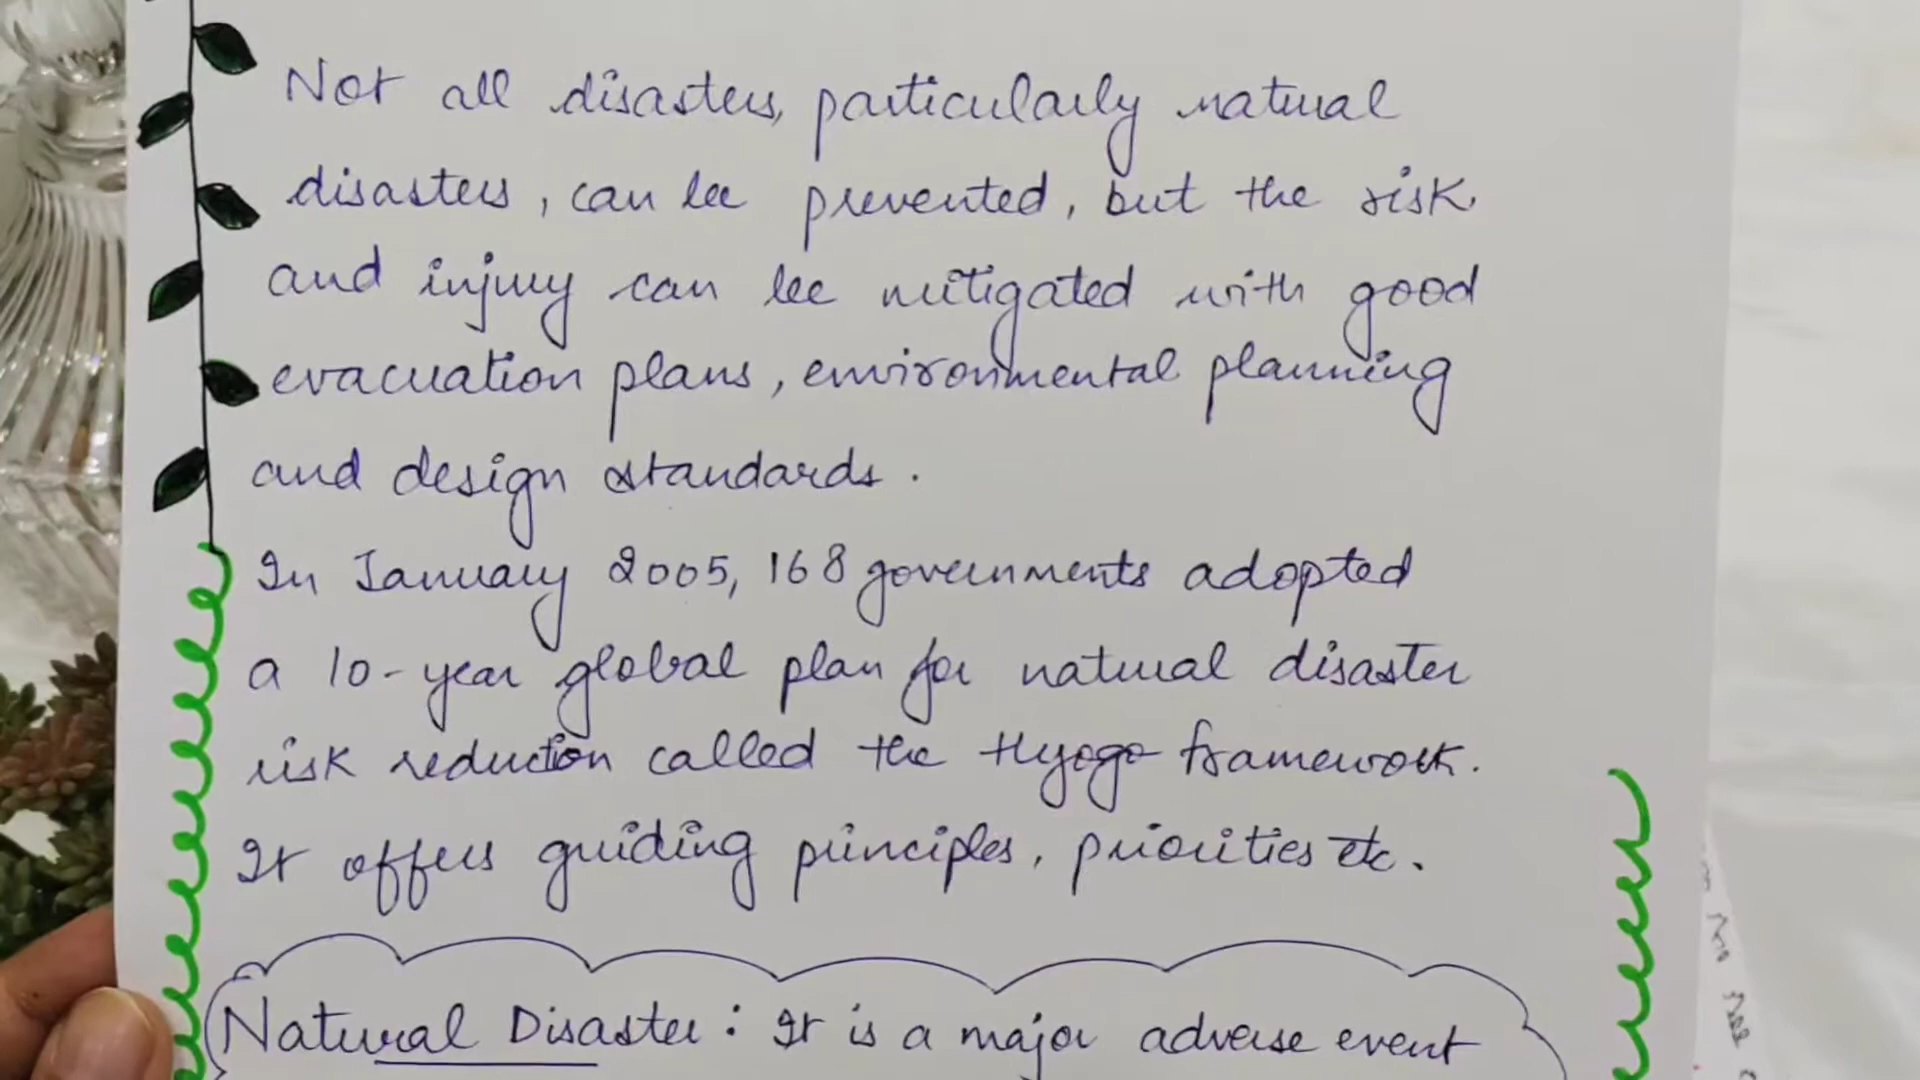 Not all disasters, particularly natural
disasters, can be prevented, but the risk
and injury can be mitigated with good
evacuation plans, environmental planning
and design standards.
In January 2005, 168 governments adopted
a 10-year global plan for natural disaster
risk reduction called the Hyogo framework.
It offers guiding principles, priorities etc.
Natural Disaster: It is a major adverse event